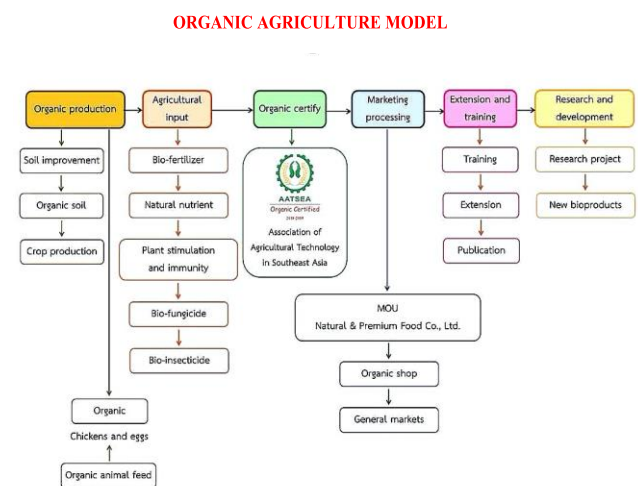 ORGANIC AGRICULTURE MODEL
Organic production
Agricultural
input
Organic certify
Marketing
processing
Extension and
training
Research and
development
Soil improvement
Organic soil
Crop production
Bio-fertilizer
Natural nutrient
Plant stimulation
and immunity
Bio-fungicide
Bio-insecticide
AATSEA
Organic Certified
Association of
Agricultural Technology
in Southeast Asia
MOU
Natural & Premium Food Co., Ltd.
Organic shop
General markets
Training
Extension
Publication
Research project
New bioproducts
Organic
Chickens and eggs
Organic animal feed